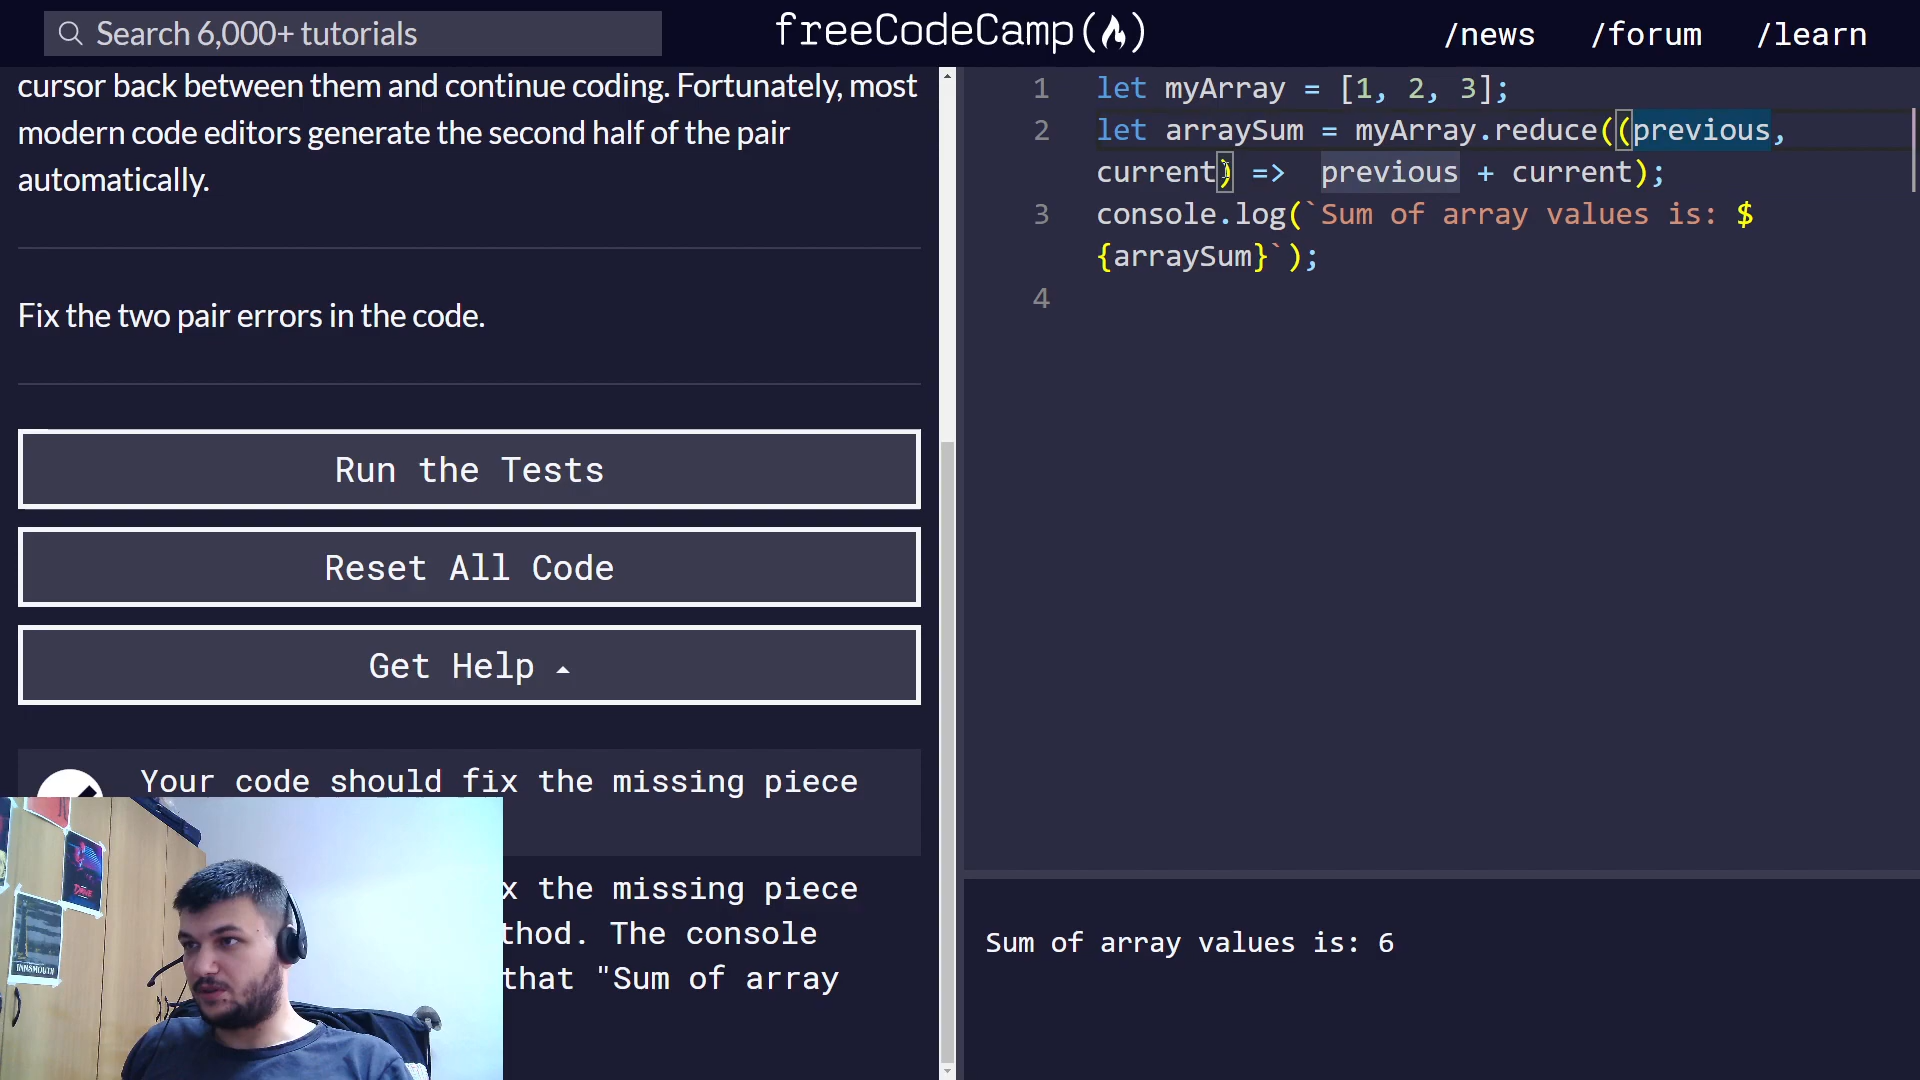 Search 6,000+ tutorials
freeCodeCamp
/news
/forum
/learn
cursor back between them and continue coding. Fortunately, most
modern code editors generate the second half of the pair
automatically.
Fix the two pair errors in the code.
Run the Tests
Reset All Code
Get Help
Your code should fix the missing piece
the missing piece
The console
that "Sum of array
INNSMOUTH
1 let myArray = [1, 2, 3];
2 let arraySum = myArray.reduce((previous,
current) =>  previous + current);
3 console.log(`Sum of array values is: $
{arraySum}`);
4
Sum of array values is: 6